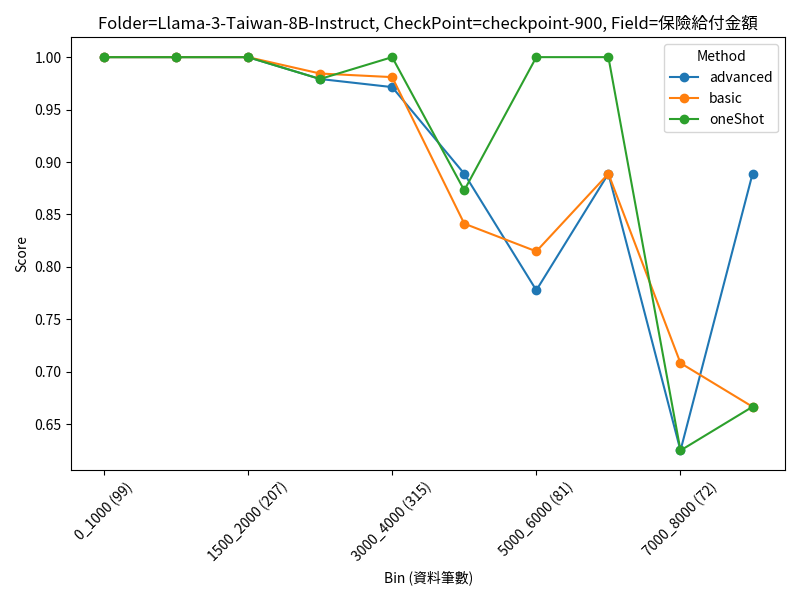 Folder=Llama-3-Taiwan-8B-Instruct, CheckPoint=checkpoint-900, Field=保險給付金額
Method
advanced
basic
oneShot
Score
1.00
0.95
0.90
0.85
0.80
0.75
0.70
0.65
0_1000 (99)
1500_2000 (207)
3000_4000 (315)
5000_6000 (81)
7000_8000 (72)
Bin (資料筆數)